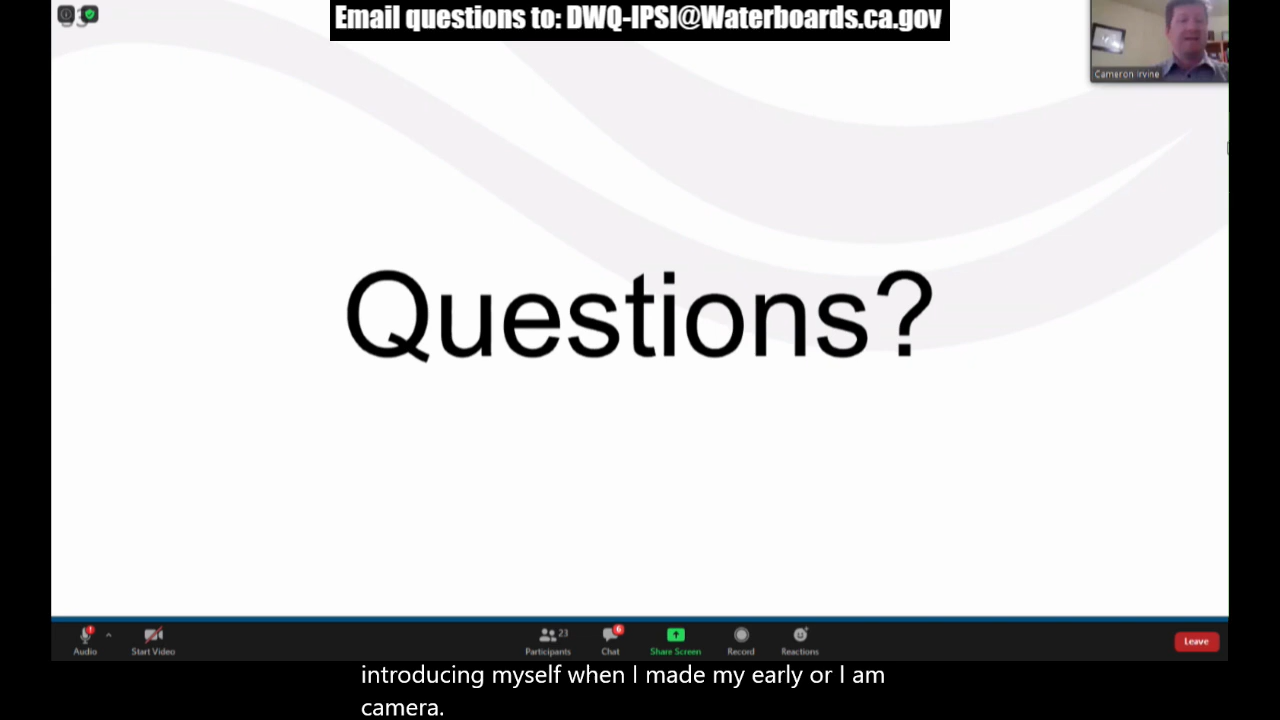 Email questions to: DWQ-IPSI@Waterboards.ca.gov
Cameron Irvine
Questions?
23
6
Audio
Start Video
Participants
Chat
Share Screen
Record
Reactions
Leave
introducing myself when I made my early or I am
camera.